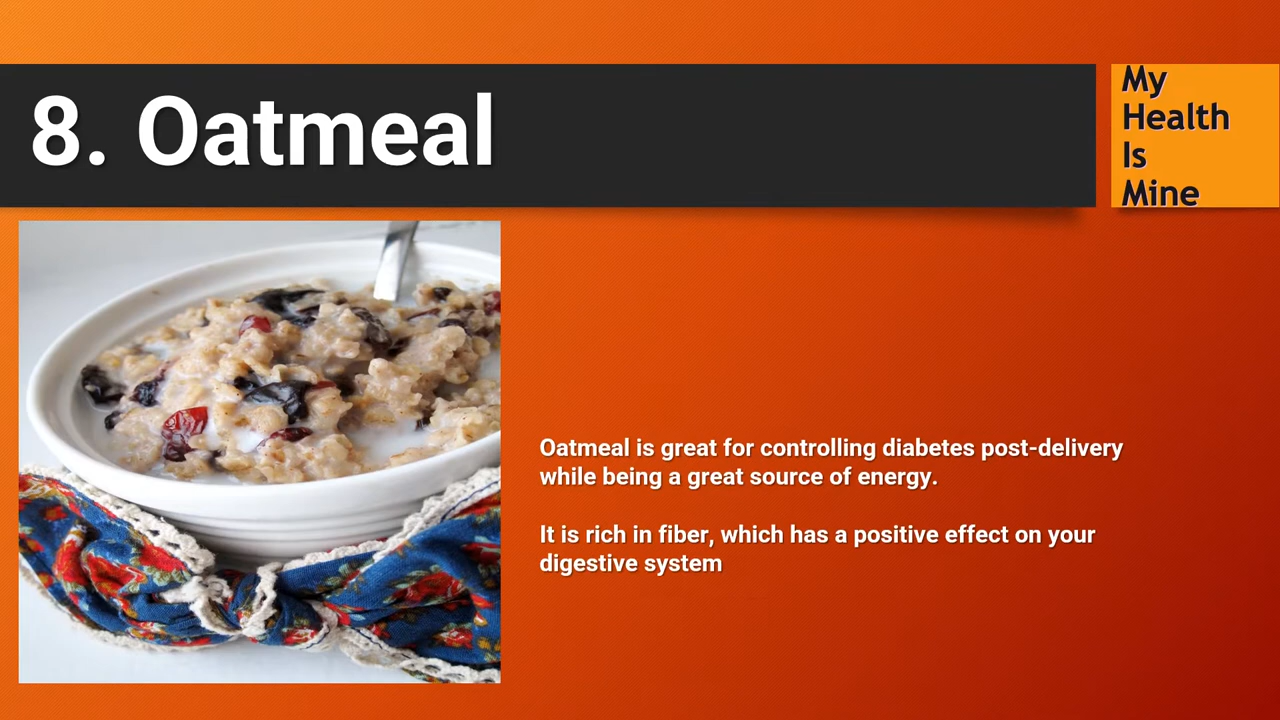 8. Oatmeal
My
Health
Is
Mine
Oatmeal is great for controlling diabetes post-delivery
while being a great source of energy.
It is rich in fiber, which has a positive effect on your
digestive system